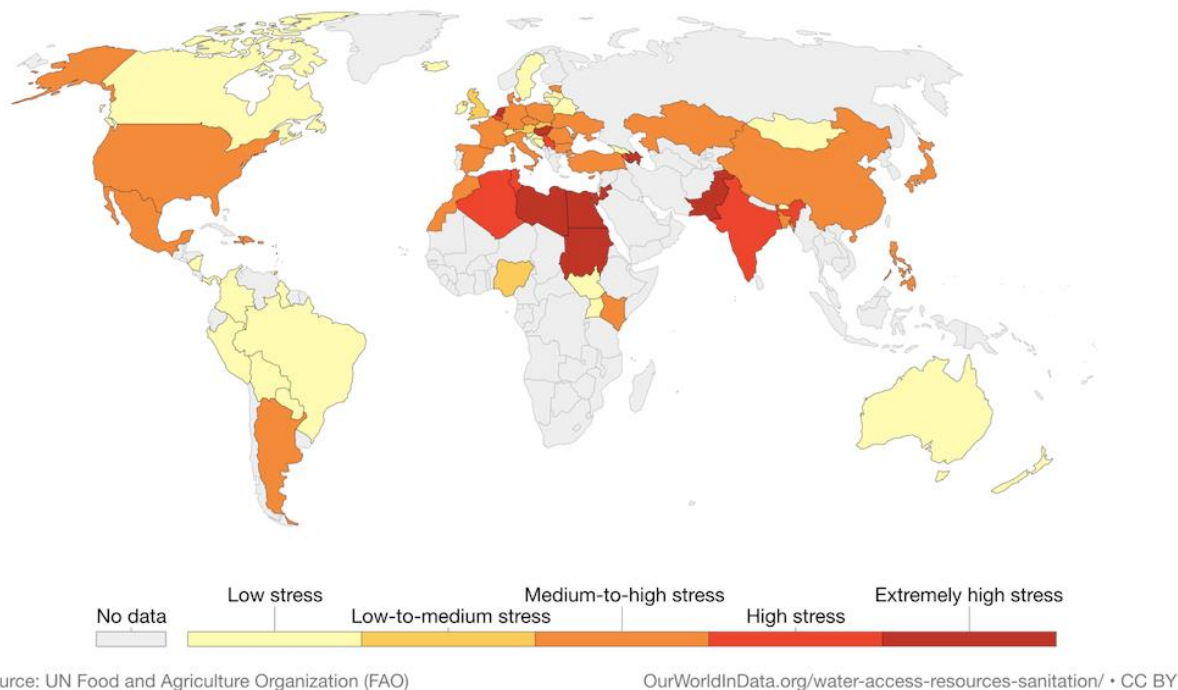 No data
Low stress
Low-to-medium stress
Medium-to-high stress
High stress
Extremely high stress
urce: UN Food and Agriculture Organization (FAO)
OurWorldInData.org/water-access-resources-sanitation/ • CC BY